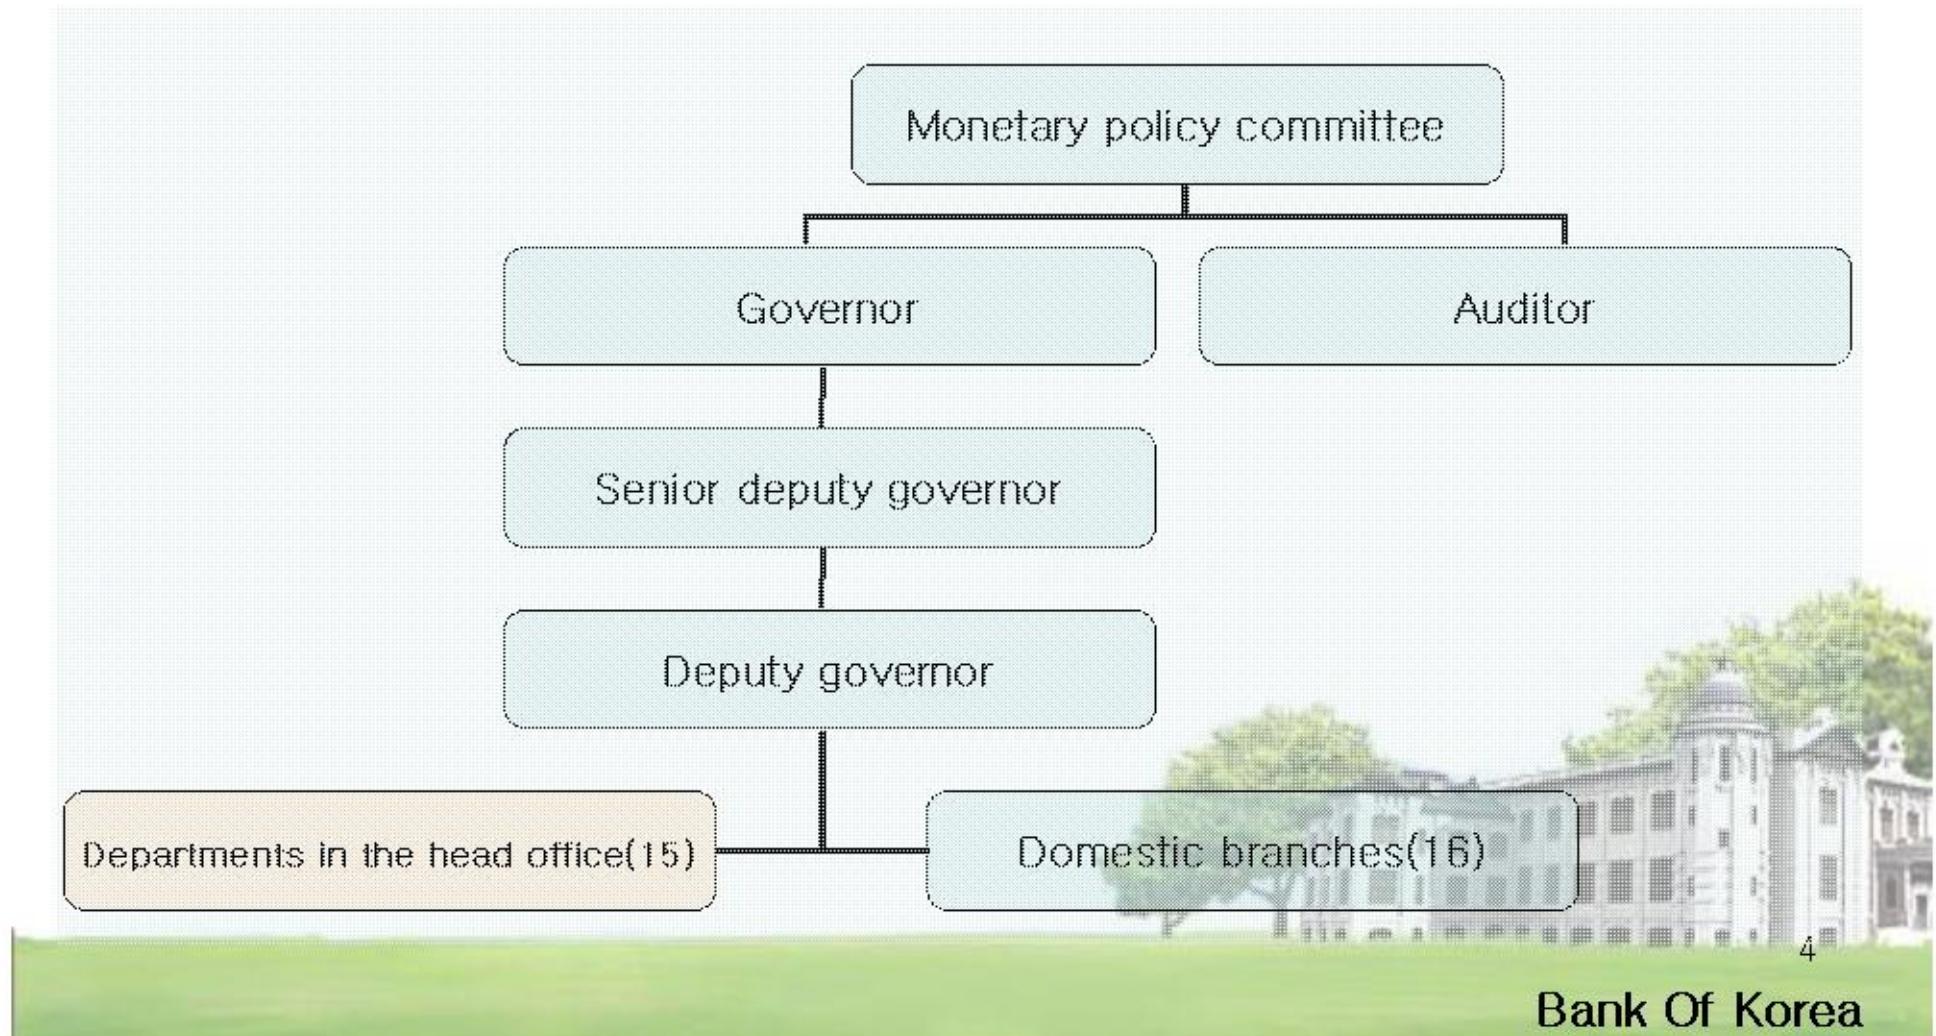 Monetary policy committee
Governor
Auditor
Senior deputy governor
Deputy governor
Departments in the head office(15)
Domestic branches(16)
4
Bank Of Korea